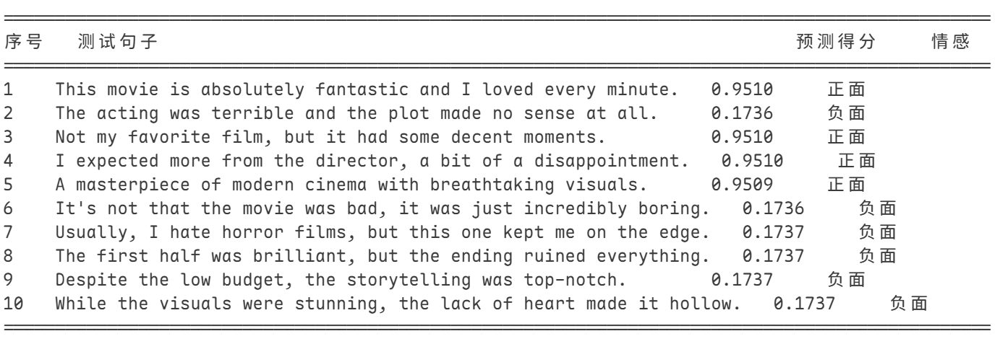 序号 测试句子 预测得分 情感
1 This movie is absolutely fantastic and I loved every minute. 0.9510 正面
2 The acting was terrible and the plot made no sense at all. 0.1736 负面
3 Not my favorite film, but it had some decent moments. 0.9510 正面
4 I expected more from the director, a bit of a disappointment. 0.9510 正面
5 A masterpiece of modern cinema with breathtaking visuals. 0.9509 正面
6 It's not that the movie was bad, it was just incredibly boring. 0.1736 负面
7 Usually, I hate horror films, but this one kept me on the edge. 0.1737 负面
8 The first half was brilliant, but the ending ruined everything. 0.1737 负面
9 Despite the low budget, the storytelling was top-notch. 0.1737 负面
10 While the visuals were stunning, the lack of heart made it hollow. 0.1737 负面